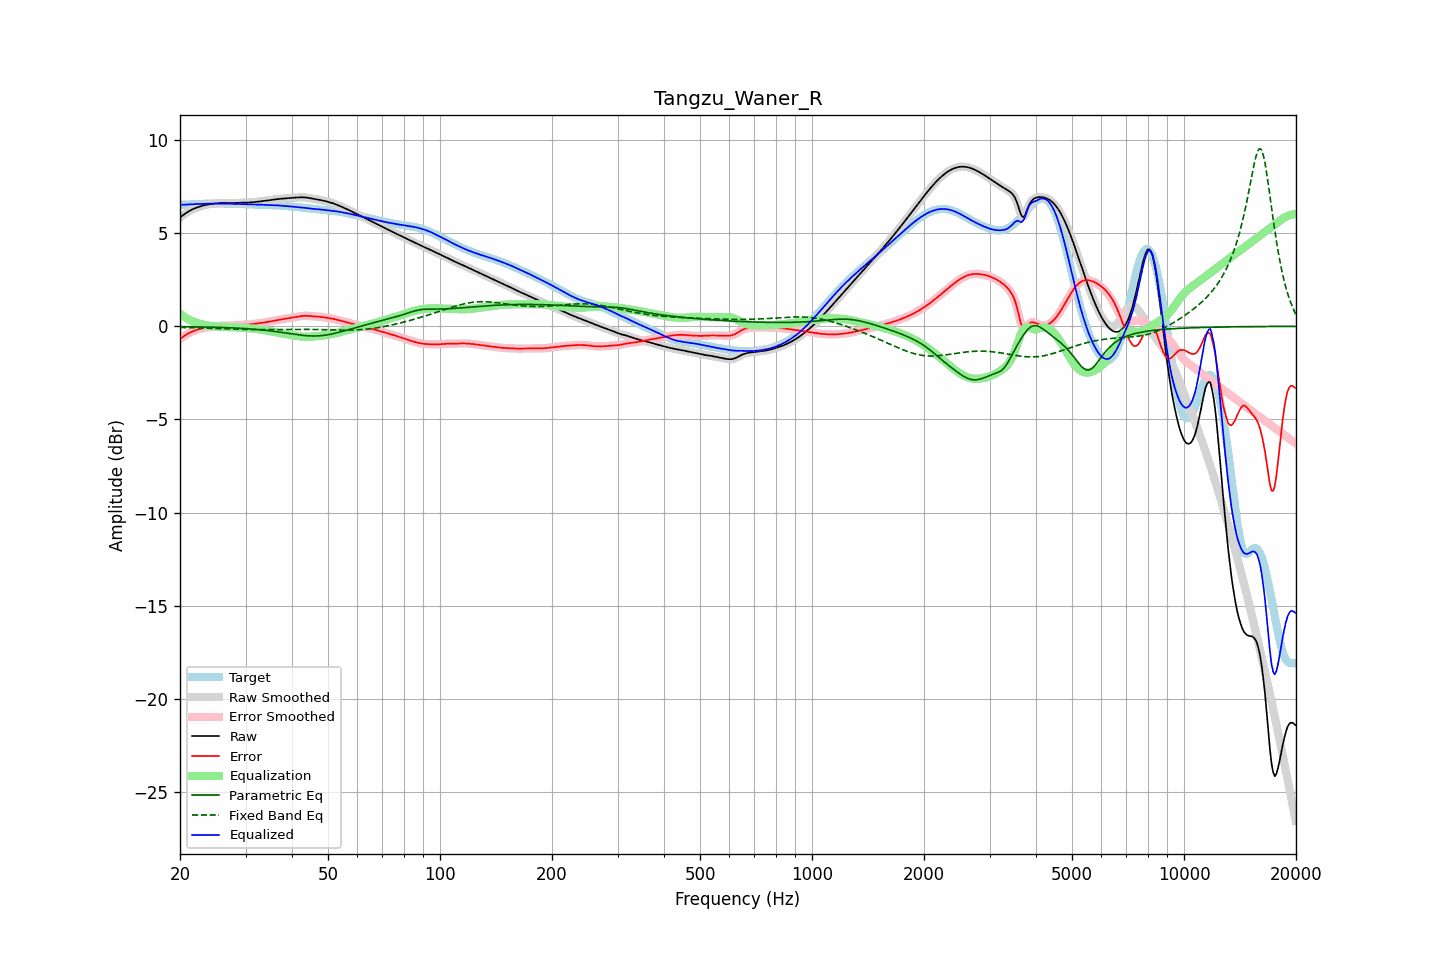 Tangzu_Waner_R
10
5
0
−5
−10
−15
−20
−25
Amplitude (dBr)
Target
Raw Smoothed
Error Smoothed
Raw
Error
Equalization
Parametric Eq
Fixed Band Eq
Equalized
20 50 100 200 500 1000 2000 5000 10000 20000
Frequency (Hz)